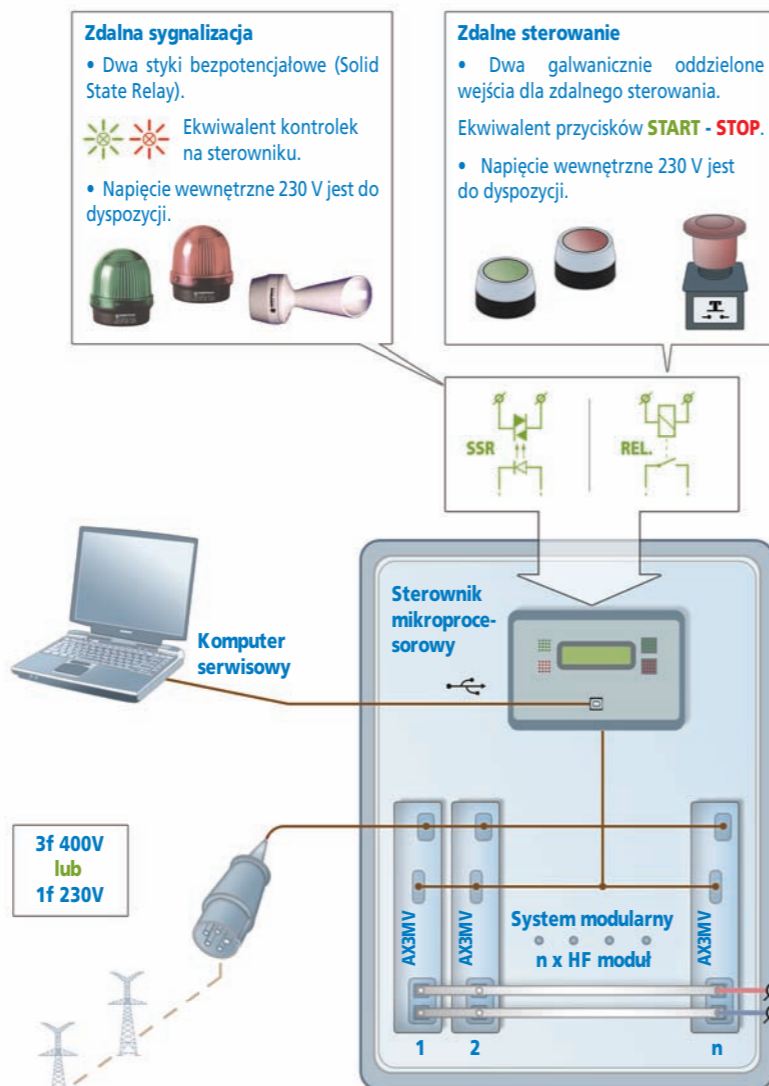 Zdalna sygnalizacja
• Dwa styki bezpotencjałowe (Solid
State Relay).
Ekwiwalent kontrolek
na sterowniku.
• Napięcie wewnętrzne 230 V jest do
dyspozycji.
Zdalne sterowanie
• Dwa galwanicznie oddzielone
wejścia dla zdalnego sterowania.
Ekwiwalent przycisków START - STOP.
• Napięcie wewnętrzne 230 V jest
do dyspozycji.
SSR
REL.
Komputer
serwisowy
Sterownik
mikroproce-
sorowy
3f 400V
lub
1f 230V
AX3MV
AX3MV
AX3MV
System modularny
n x HF moduł
1
2
n